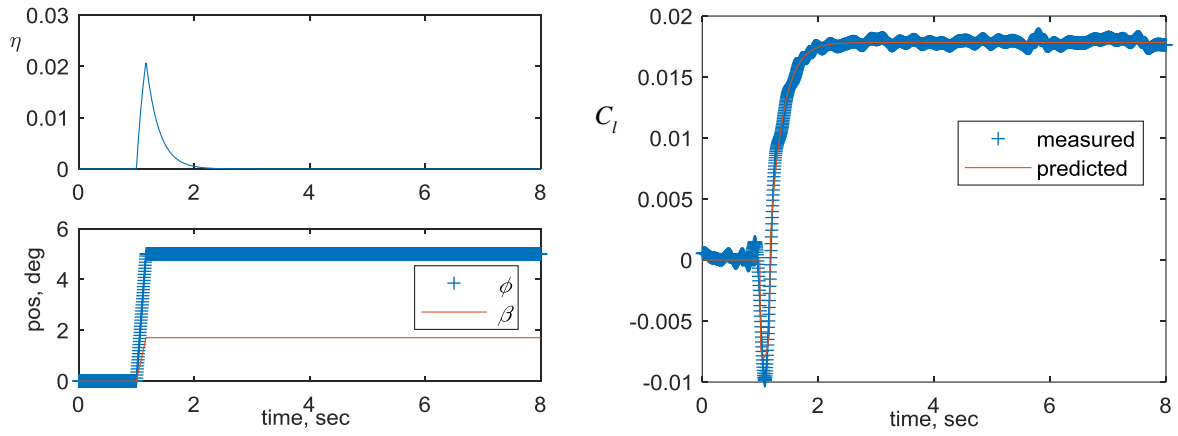 0.03
η
0.02
0.01
0
0 2 4 6 8
6
pos, deg
4
2
0
ϕ
β
0 2 4 6 8
time, sec
0.02
0.015
C_l
0.01
0.005
0
-0.005
-0.01
measured
predicted
0 2 4 6 8
time, sec